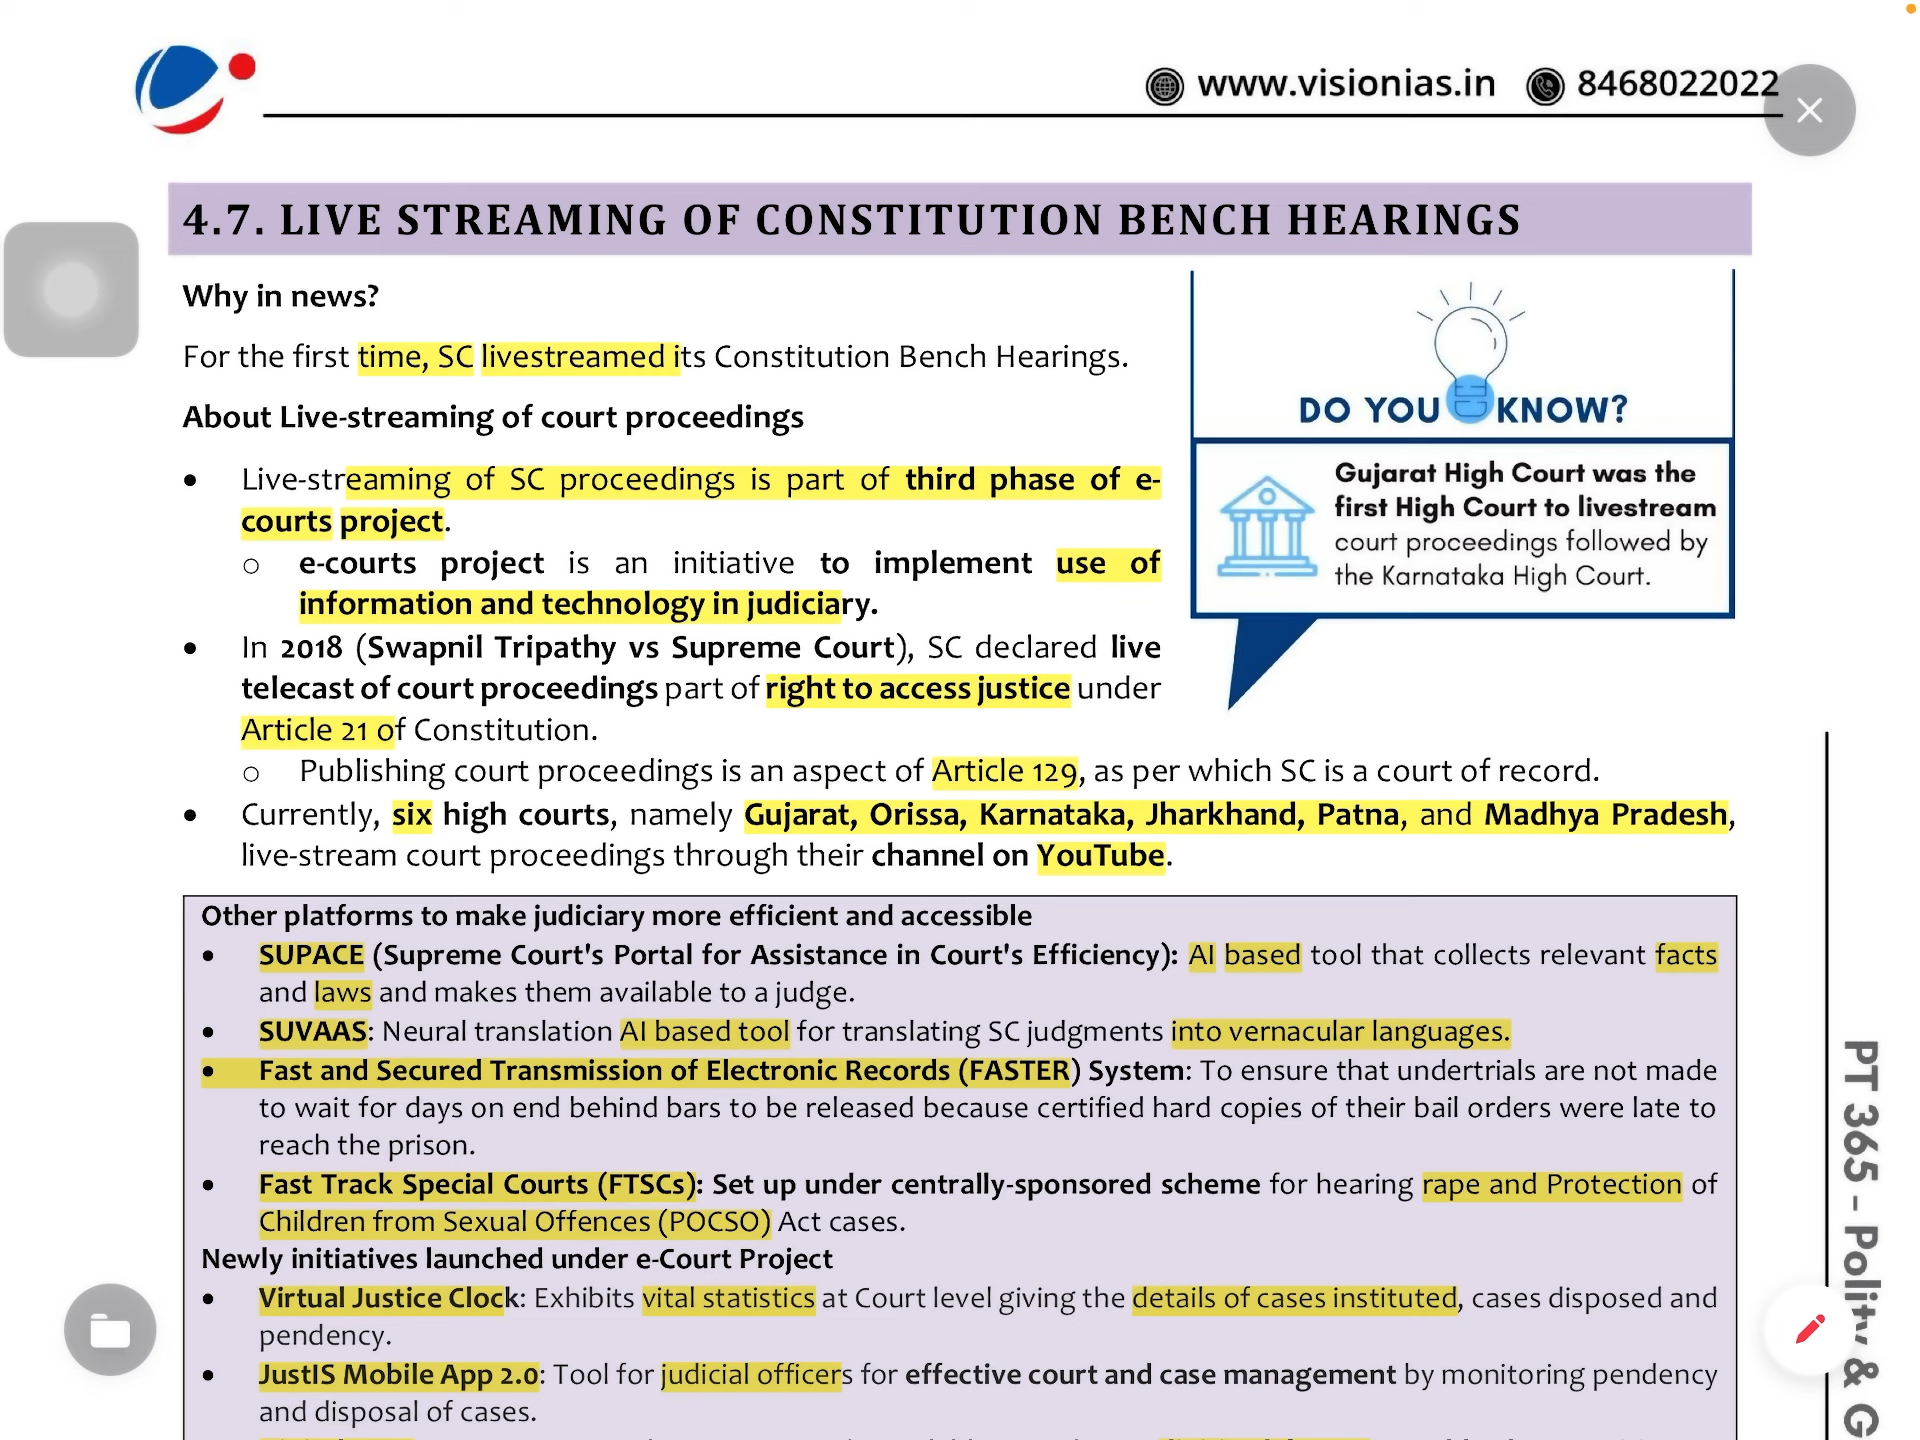 www.visionias.in 8468022022
4.7. LIVE STREAMING OF CONSTITUTION BENCH HEARINGS
Why in news?
For the first time, SC livestreamed its Constitution Bench Hearings.
About Live-streaming of court proceedings
• Live-streaming of SC proceedings is part of third phase of e-
courts project.
o e-courts project is an initiative to implement use of
information and technology in judiciary.
• In 2018 (Swapnil Tripathy vs Supreme Court), SC declared live
telecast of court proceedings part of right to access justice under
Article 21 of Constitution.
o Publishing court proceedings is an aspect of Article 129, as per which SC is a court of record.
• Currently, six high courts, namely Gujarat, Orissa, Karnataka, Jharkhand, Patna, and Madhya Pradesh,
live-stream court proceedings through their channel on YouTube.
DO YOU KNOW?
Gujarat High Court was the
first High Court to livestream
court proceedings followed by
the Karnataka High Court.
Other platforms to make judiciary more efficient and accessible
• SUPACE (Supreme Court's Portal for Assistance in Court's Efficiency): AI based tool that collects relevant facts
and laws and makes them available to a judge.
• SUVAAS: Neural translation AI based tool for translating SC judgments into vernacular languages.
• Fast and Secured Transmission of Electronic Records (FASTER) System: To ensure that undertrials are not made
to wait for days on end behind bars to be released because certified hard copies of their bail orders were late to
reach the prison.
• Fast Track Special Courts (FTSCs): Set up under centrally-sponsored scheme for hearing rape and Protection of
Children from Sexual Offences (POCSO) Act cases.
Newly initiatives launched under e-Court Project
• Virtual Justice Clock: Exhibits vital statistics at Court level giving the details of cases instituted, cases disposed and
pendency.
• JustIS Mobile App 2.0: Tool for judicial officers for effective court and case management by monitoring pendency
and disposal of cases.
PT 365 - Polity & G